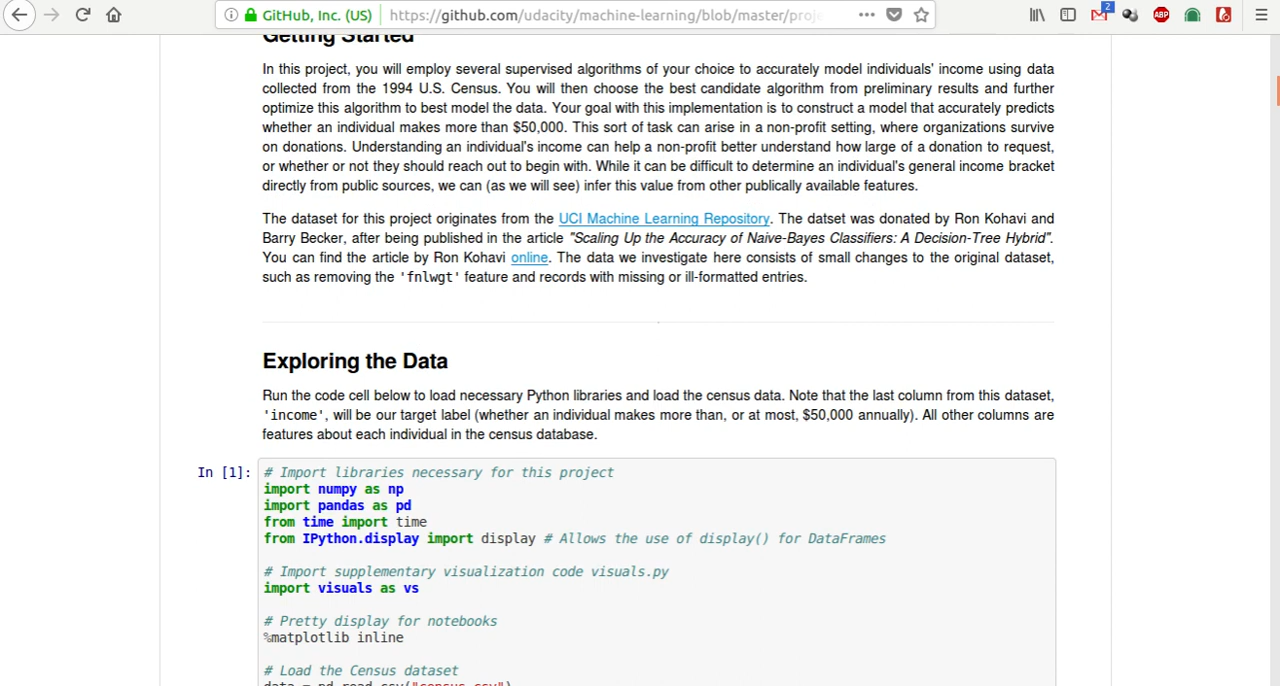 GitHub, Inc. (US) https://github.com/udacity/machine-learning/blob/master/proje
2
ABP
Getting Started
In this project, you will employ several supervised algorithms of your choice to accurately model individuals' income using data
collected from the 1994 U.S. Census. You will then choose the best candidate algorithm from preliminary results and further
optimize this algorithm to best model the data. Your goal with this implementation is to construct a model that accurately predicts
whether an individual makes more than $50,000. This sort of task can arise in a non-profit setting, where organizations survive
on donations. Understanding an individual's income can help a non-profit better understand how large of a donation to request,
or whether or not they should reach out to begin with. While it can be difficult to determine an individual's general income bracket
directly from public sources, we can (as we will see) infer this value from other publically available features.
The dataset for this project originates from the UCI Machine Learning Repository. The datset was donated by Ron Kohavi and
Barry Becker, after being published in the article "Scaling Up the Accuracy of Naive-Bayes Classifiers: A Decision-Tree Hybrid".
You can find the article by Ron Kohavi online. The data we investigate here consists of small changes to the original dataset,
such as removing the 'fnlwgt' feature and records with missing or ill-formatted entries.
Exploring the Data
Run the code cell below to load necessary Python libraries and load the census data. Note that the last column from this dataset,
'income', will be our target label (whether an individual makes more than, or at most, $50,000 annually). All other columns are
features about each individual in the census database.
In [1]:
# Import libraries necessary for this project
import numpy as np
import pandas as pd
from time import time
from IPython.display import display # Allows the use of display() for DataFrames
# Import supplementary visualization code visuals.py
import visuals as vs
# Pretty display for notebooks
%matplotlib inline
# Load the Census dataset
data = pd.read_csv("census.csv")